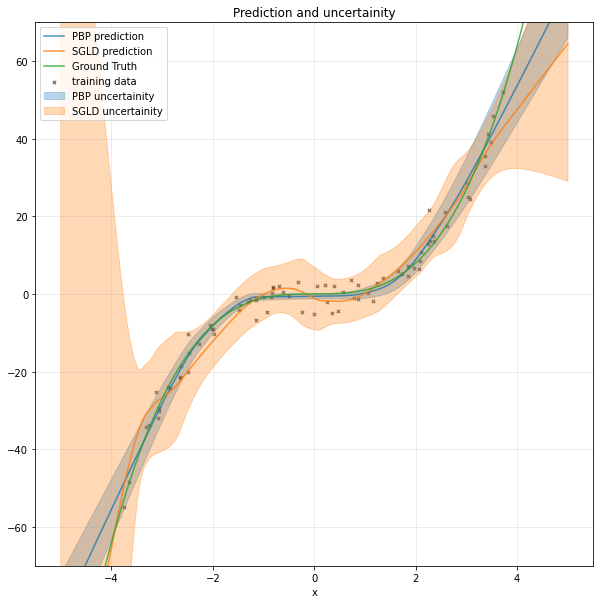 Prediction and uncertainity
PBP prediction
SGLD prediction
Ground Truth
training data
PBP uncertainity
SGLD uncertainity
60
40
20
0
−20
−40
−60
−4 −2 0 2 4
x